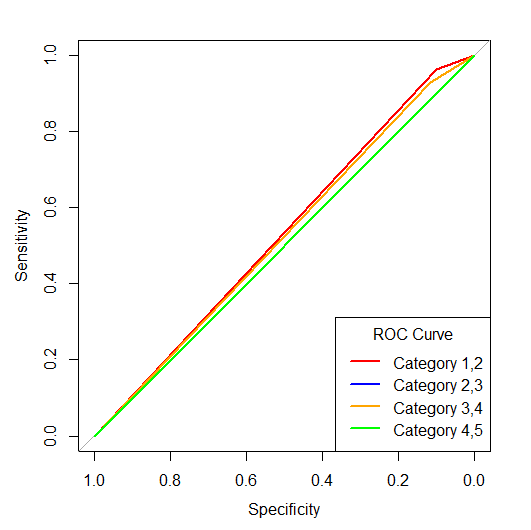 1.0
0.8
0.6
0.4
0.2
0.0
Sensitivity
ROC Curve
Category 1,2
Category 2,3
Category 3,4
Category 4,5
1.0 0.8 0.6 0.4 0.2 0.0
Specificity